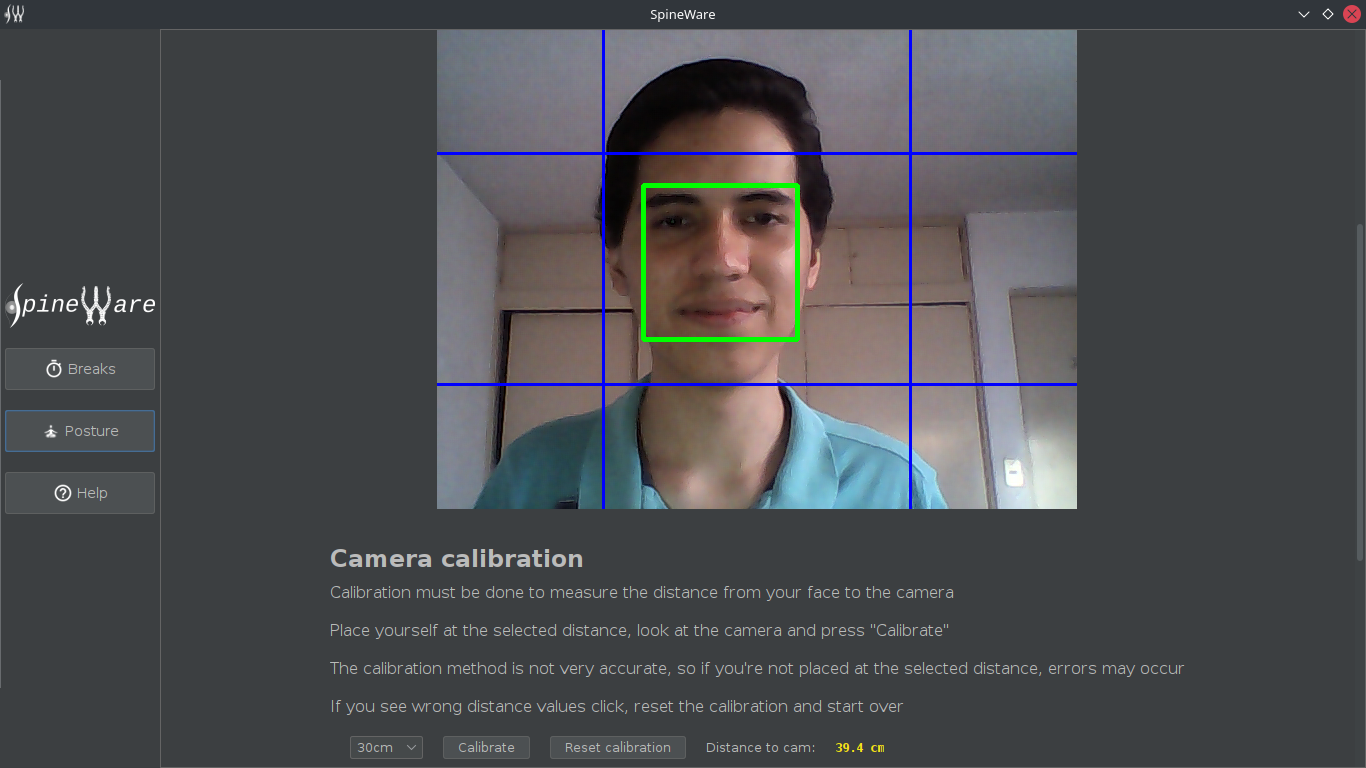 SpineWare
SpineWare
Breaks
Posture
Help
Camera calibration
Calibration must be done to measure the distance from your face to the camera
Place yourself at the selected distance, look at the camera and press "Calibrate"
The calibration method is not very accurate, so if you're not placed at the selected distance, errors may occur
If you see wrong distance values click, reset the calibration and start over
30cm Calibrate Reset calibration Distance to cam: 39.4 cm